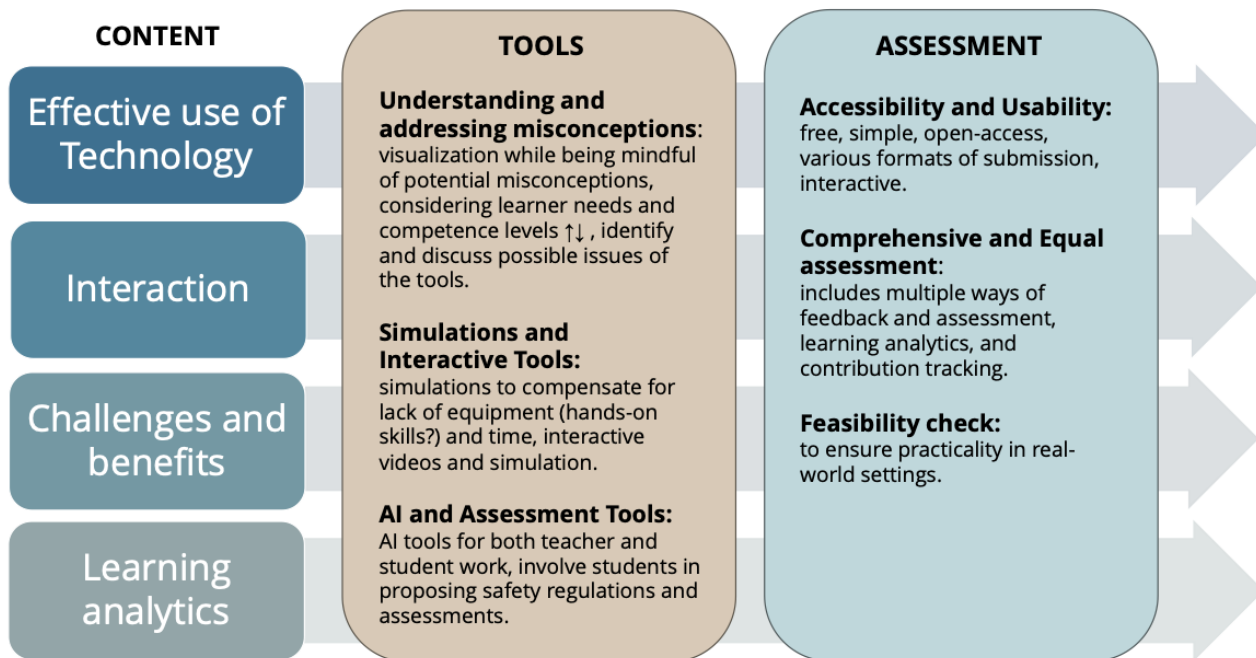 CONTENT
Effective use of
Technology
Interaction
Challenges and
benefits
Learning
analytics
TOOLS
Understanding and
addressing misconceptions:
visualization while being mindful
of potential misconceptions,
considering learner needs and
competence levels ↑↓ , identify
and discuss possible issues of
the tools.
Simulations and
Interactive Tools:
simulations to compensate for
lack of equipment (hands-on
skills?) and time, interactive
videos and simulation.
AI and Assessment Tools:
AI tools for both teacher and
student work, involve students in
proposing safety regulations and
assessments.
ASSESSMENT
Accessibility and Usability:
free, simple, open-access,
various formats of submission,
interactive.
Comprehensive and Equal
assessment:
includes multiple ways of
feedback and assessment,
learning analytics, and
contribution tracking.
Feasibility check:
to ensure practicality in real-
world settings.